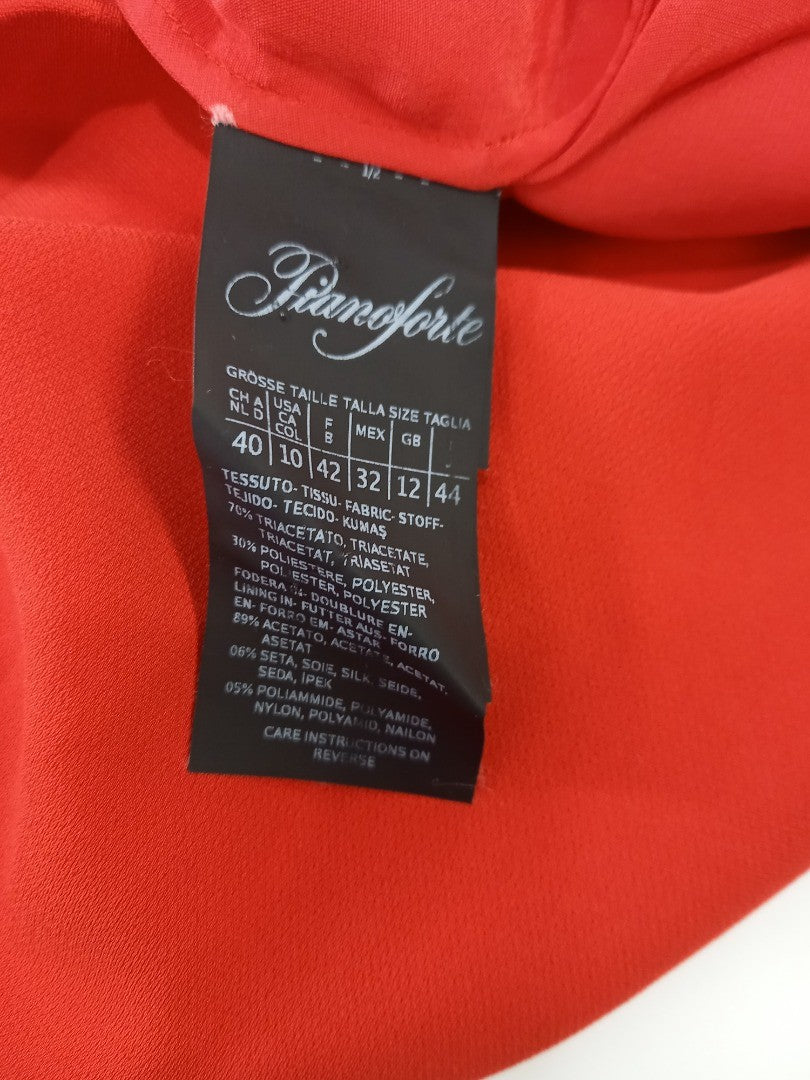 1/2
Pianoforte
GRÖSSE TAILLE TALLA SIZE TAGLIA
CH A USA F MEX GB
NL D CA B
COL
40 10 42 32 12 44
TESSUTO- TISSU- FABRIC- STOFF-
TEJIDO- TECIDO- KUMAŞ
70% TRIACETATO, TRIACETATE,
TRIACETAT, TRIASETAT
30% POLIESTERE, POLYESTER,
POLIESTER, POLYESTER
FODERA DOUBLURE EN-
LINING IN- FUTTER AUS- FORRO
EN- FORRO EM- ASTAR
89% ACETATO, ACETATE, ACETAT,
ASETAT
06% SETA, SOIE, SILK, SEIDE,
SEDA, İPEK
05% POLIAMMIDE, POLYAMIDE,
NYLON, POLYAMID, NAILON
CARE INSTRUCTIONS ON
REVERSE